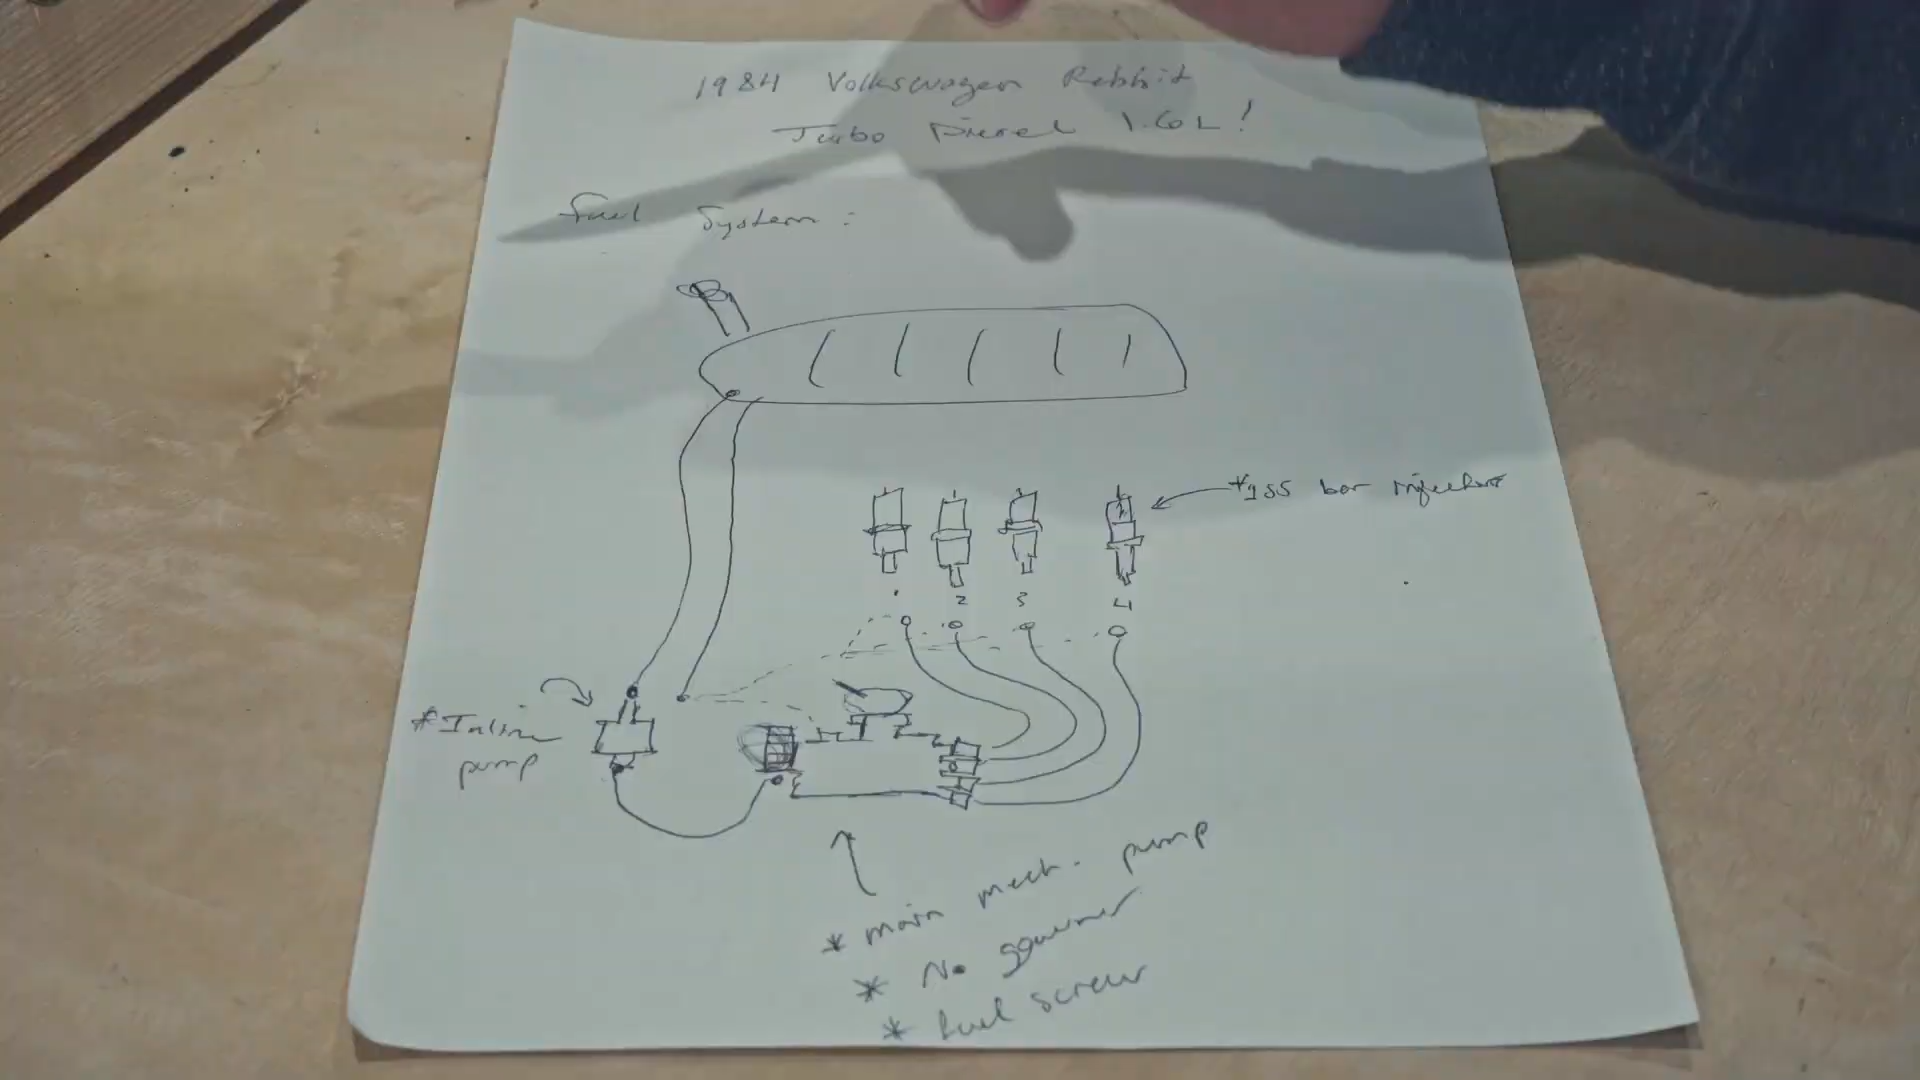 1984 Volkswagen Rabbit
Turbo Diesel 1.6L!
fuel System:
*155 bar injectors
1 2 3 4
*Inline
pump
* main mech. pump
* No governer
* fuel screw